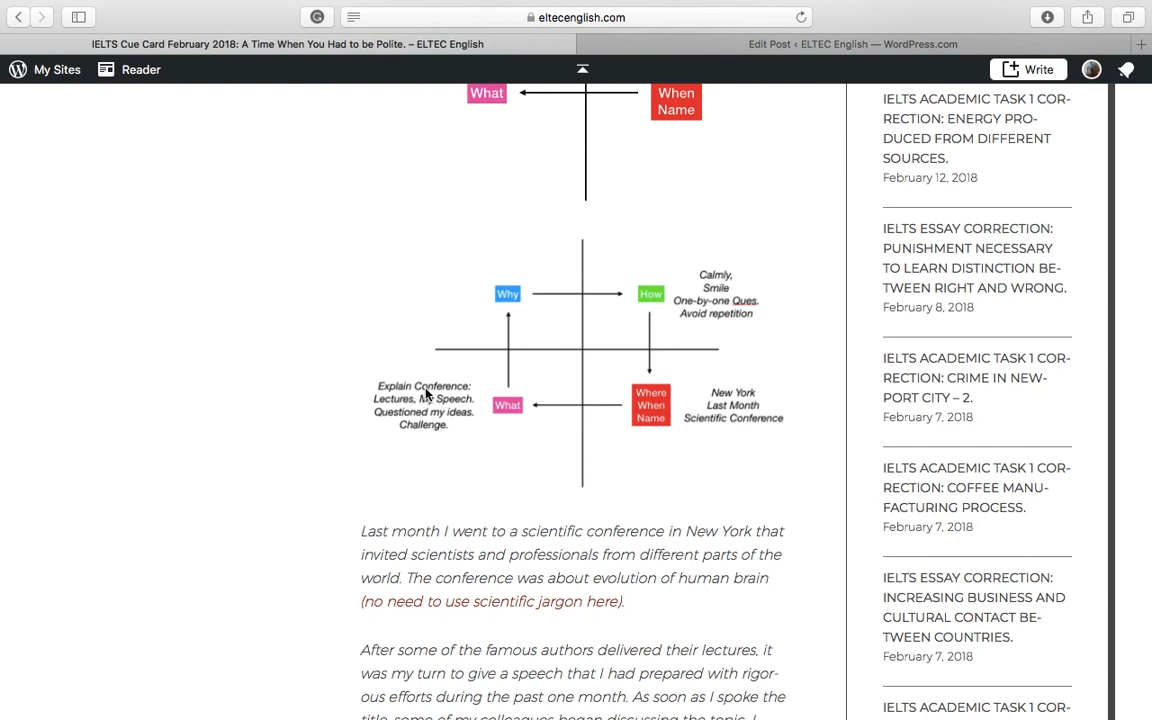 eltecenglish.com
IELTS Cue Card February 2018: A Time When You Had to be Polite. – ELTEC English
Edit Post ‹ ELTEC English — WordPress.com
My Sites
Reader
Write
What
When
Name
Why
How
Calmly,
Smile
One-by-one Ques.
Avoid repetition
Explain Conference:
Lectures, My Speech.
Questioned my ideas.
Challenge.
What
Where
When
Name
New York
Last Month
Scientific Conference
Last month I went to a scientific conference in New York that
invited scientists and professionals from different parts of the
world. The conference was about evolution of human brain
(no need to use scientific jargon here).
After some of the famous authors delivered their lectures, it
was my turn to give a speech that I had prepared with rigor-
ous efforts during the past one month. As soon as I spoke the
title, some of my colleagues began discussing the topic. I
IELTS ACADEMIC TASK 1 COR-
RECTION: ENERGY PRO-
DUCED FROM DIFFERENT
SOURCES.
February 12, 2018
IELTS ESSAY CORRECTION:
PUNISHMENT NECESSARY
TO LEARN DISTINCTION BE-
TWEEN RIGHT AND WRONG.
February 8, 2018
IELTS ACADEMIC TASK 1 COR-
RECTION: CRIME IN NEW-
PORT CITY – 2.
February 7, 2018
IELTS ACADEMIC TASK 1 COR-
RECTION: COFFEE MANU-
FACTURING PROCESS.
February 7, 2018
IELTS ESSAY CORRECTION:
INCREASING BUSINESS AND
CULTURAL CONTACT BE-
TWEEN COUNTRIES.
February 7, 2018
IELTS ACADEMIC TASK 1 COR-